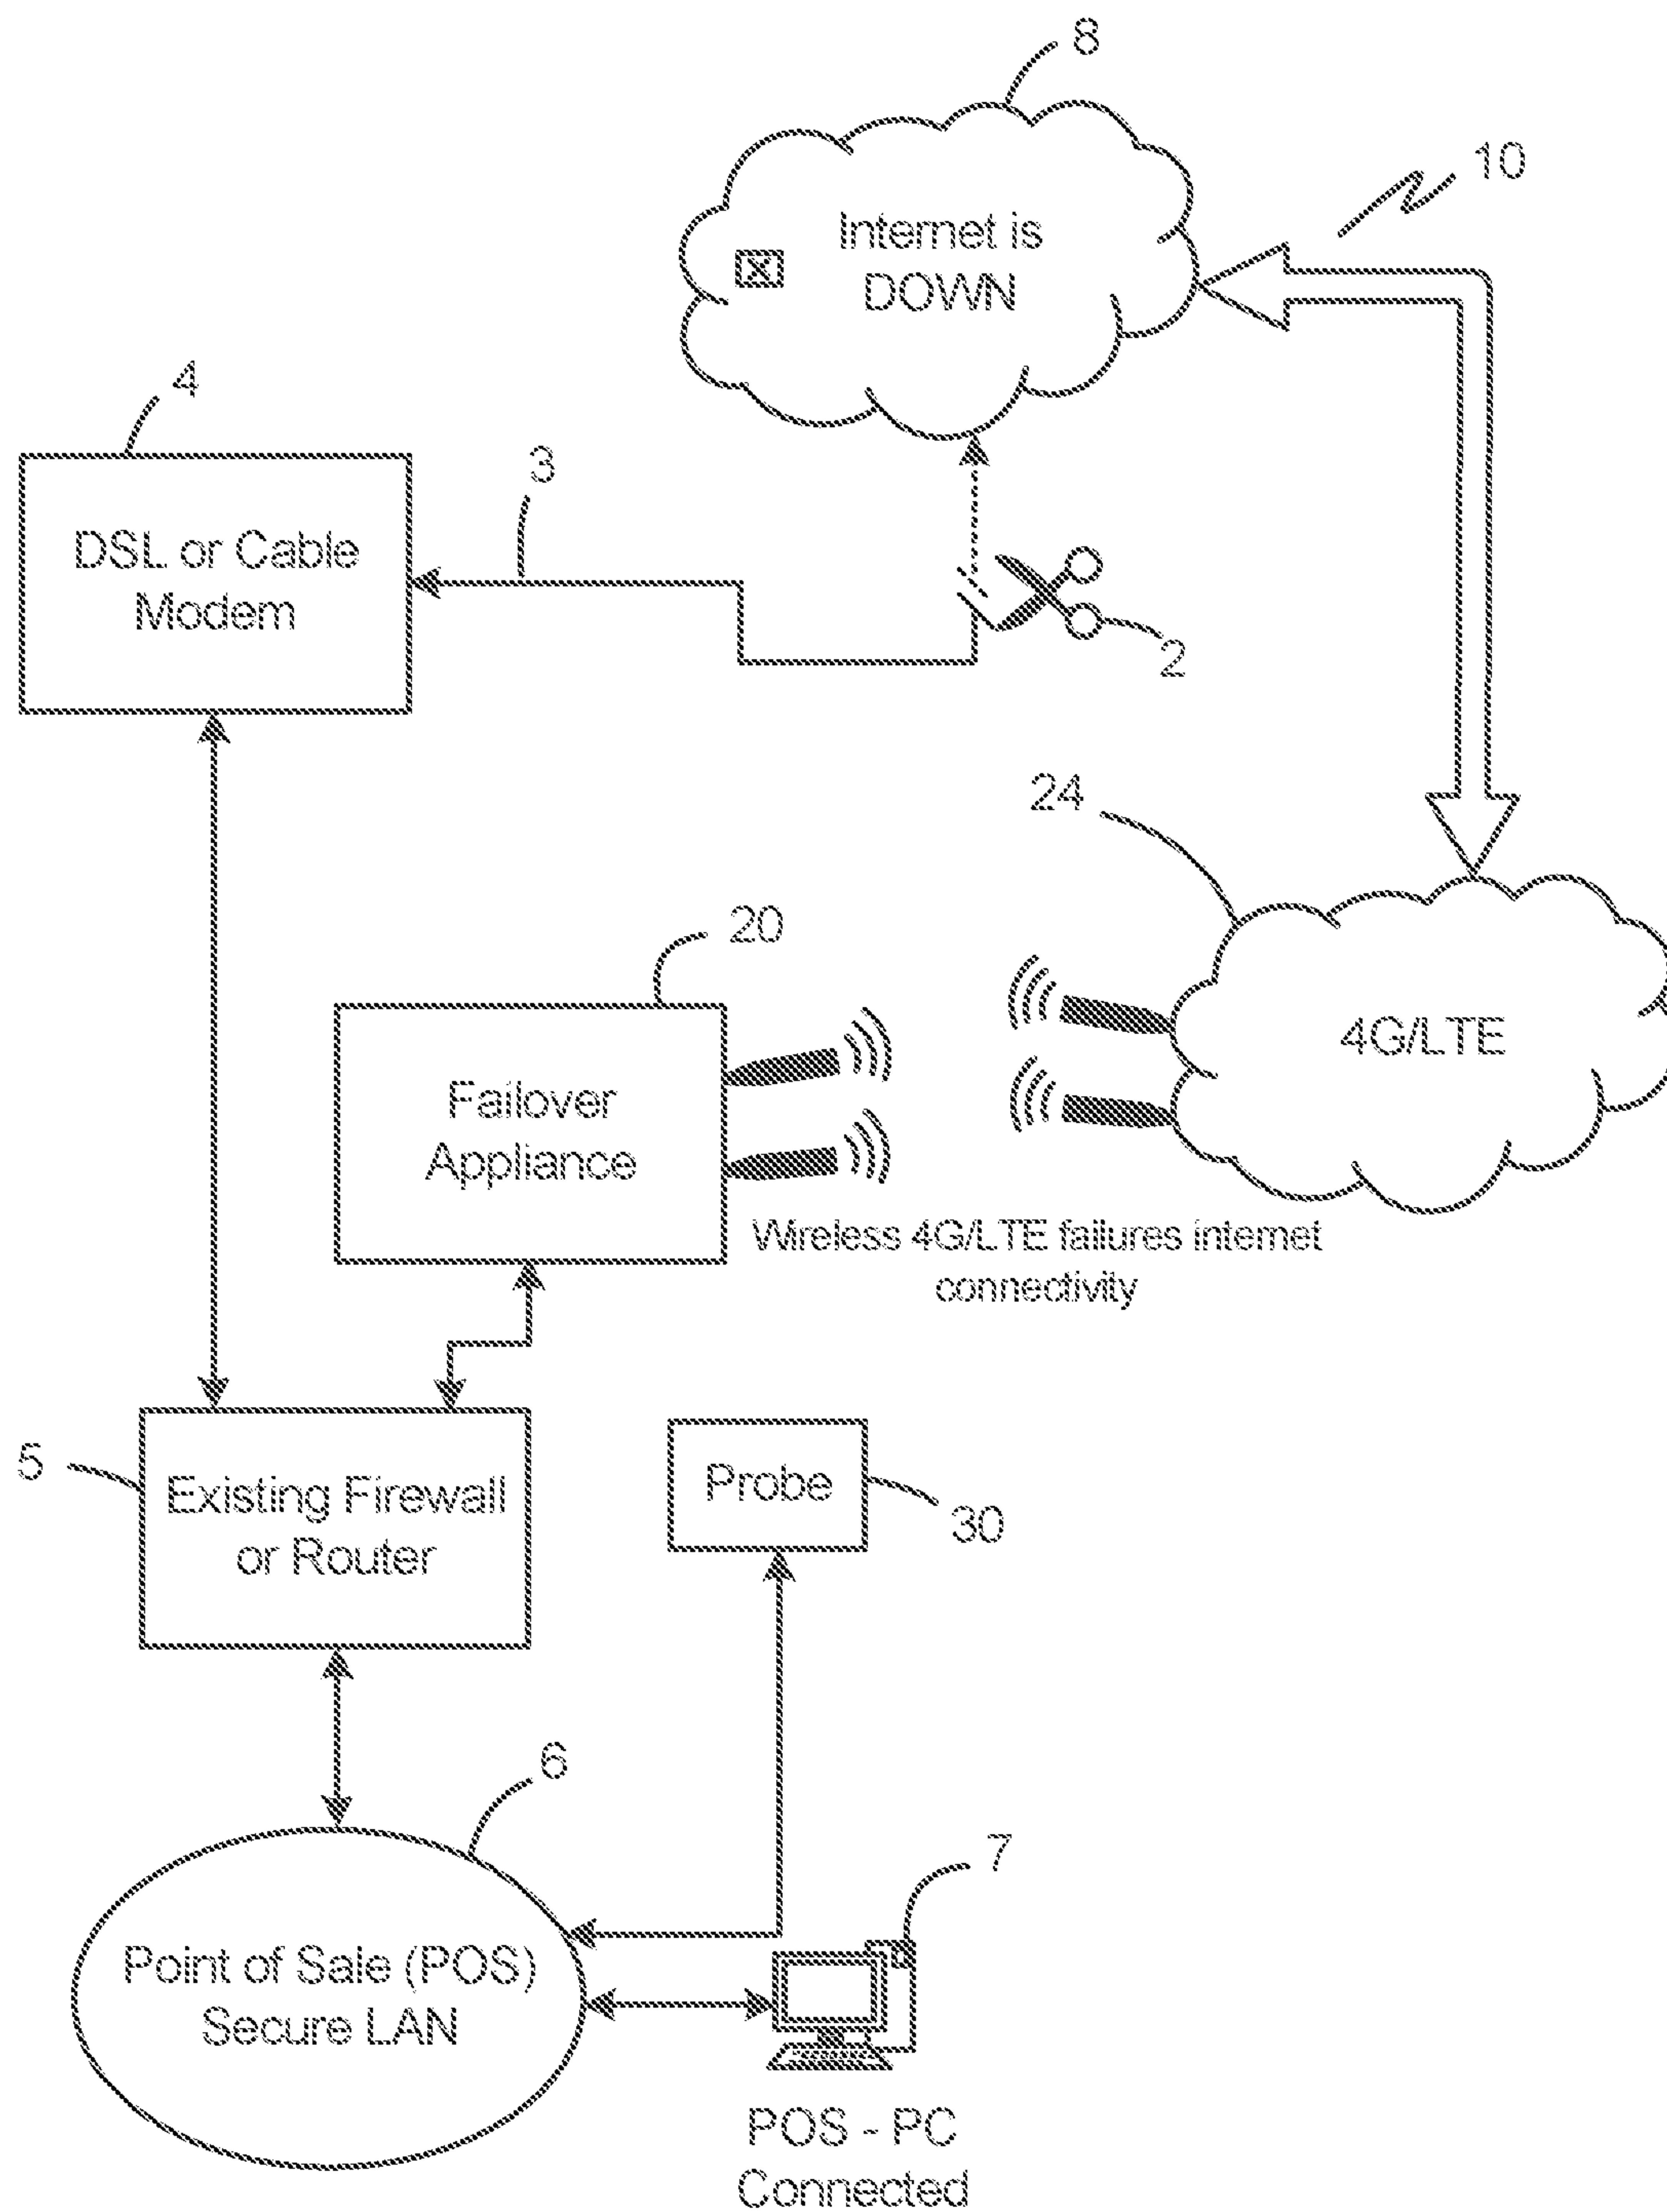 8
10
Internet is
DOWN
4
3
DSL or Cable
Modem
2
24
20
4G/LTE
Failover
Appliance
Wireless 4G/LTE failures internet
connectivity
5
Existing Firewall
or Router
Probe
30
6
7
Point of Sale (POS)
Secure LAN
POS - PC
Connected